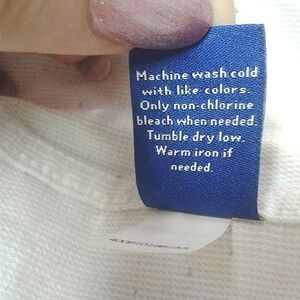 Machine wash cold
with like colors.
Only non-chlorine
bleach when needed.
Tumble dry low.
Warm iron if
needed.